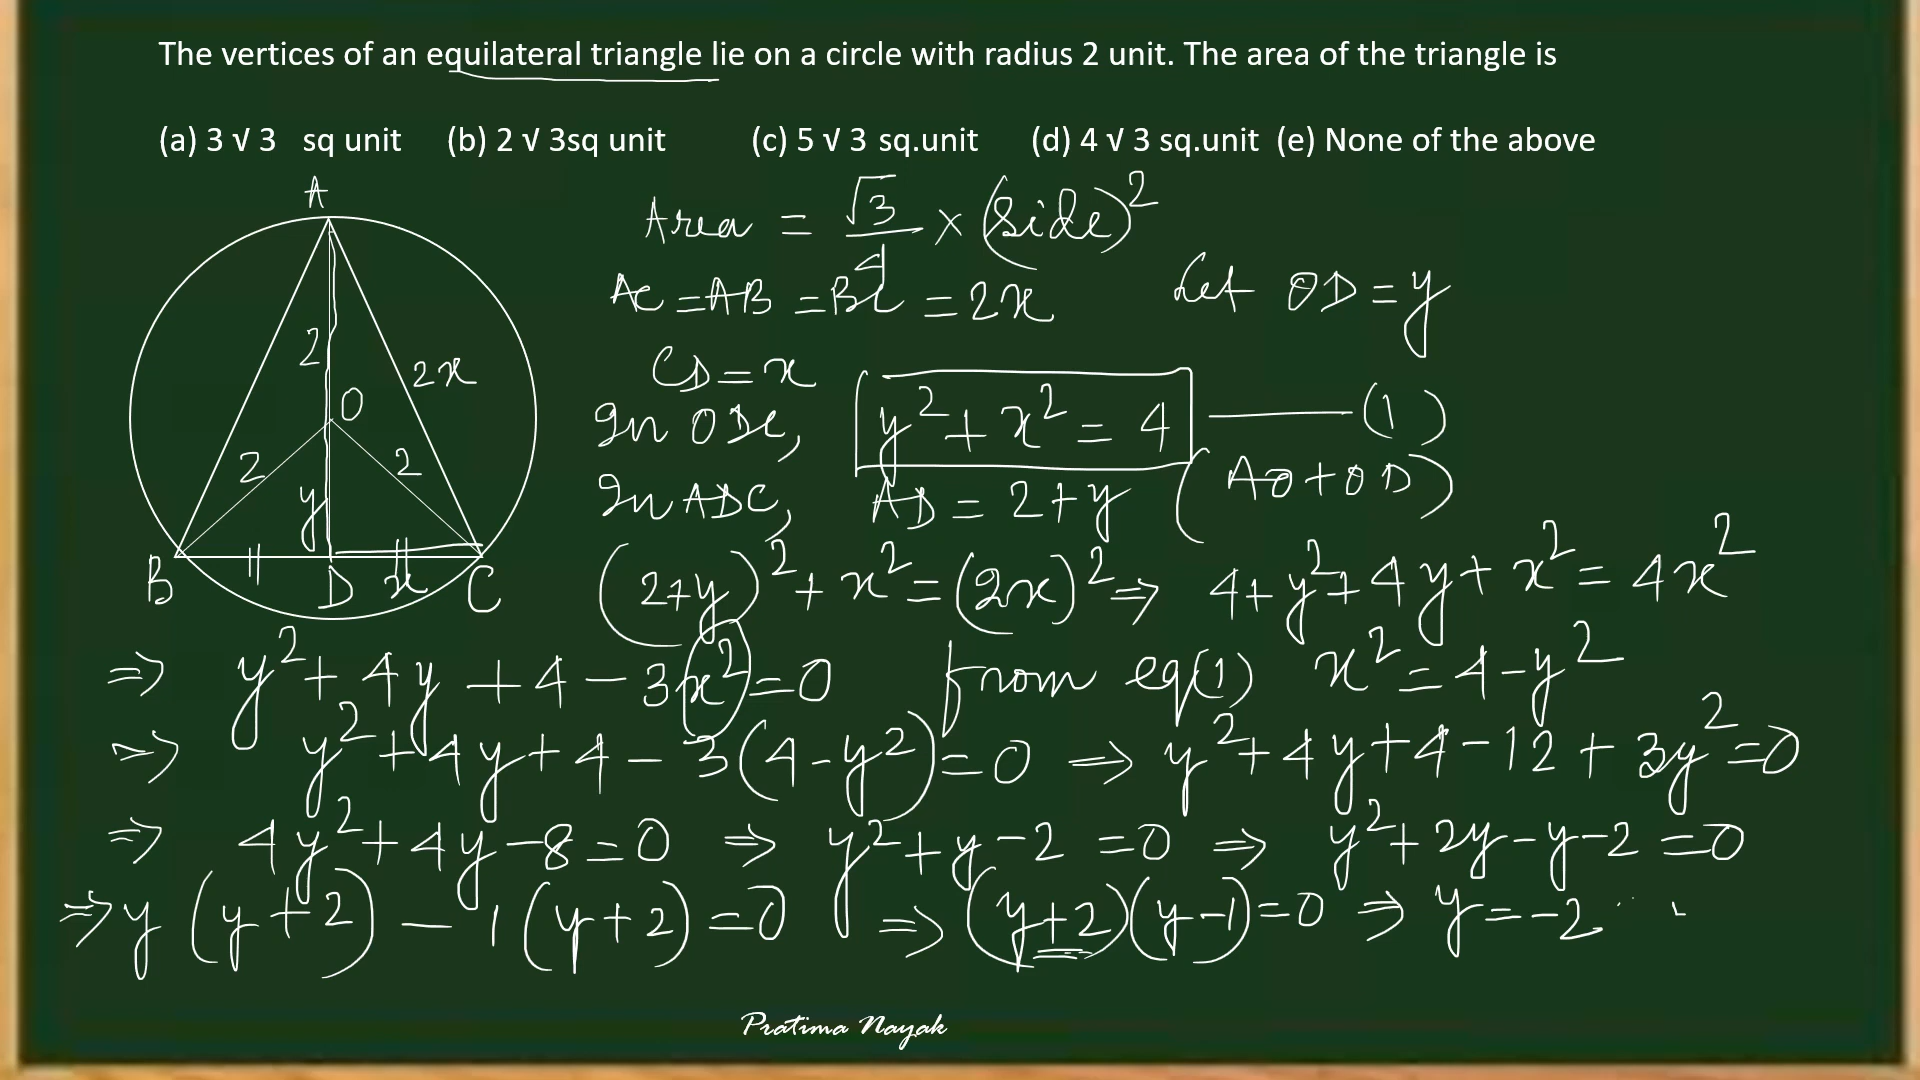 The vertices of an equilateral triangle lie on a circle with radius 2 unit. The area of the triangle is
(a) 3 √ 3 sq unit (b) 2 √ 3sq unit (c) 5 √ 3 sq.unit (d) 4 √ 3 sq.unit (e) None of the above
A
2
2x
O
2 2
y
B D x C
Area = √3/4 × (side)²
AC = AB = BC = 2x Let OD = y
CD = x
In ODC, y² + x² = 4 (1)
In ADC, AD = 2 + y (AO + OD)
(2+y)² + x² = (2x)² ⇒ 4 + y² + 4y + x² = 4x²
⇒ y² + 4y + 4 - 3x² = 0 from eq(1) x² = 4 - y²
⇒ y² + 4y + 4 - 3(4 - y²) = 0 ⇒ y² + 4y + 4 - 12 + 3y² = 0
⇒ 4y² + 4y - 8 = 0 ⇒ y² + y - 2 = 0 ⇒ y² + 2y - y - 2 = 0
⇒ y (y + 2) - 1 (y + 2) = 0 ⇒ (y + 2)(y - 1) = 0 ⇒ y = -2
Pratima Nayak